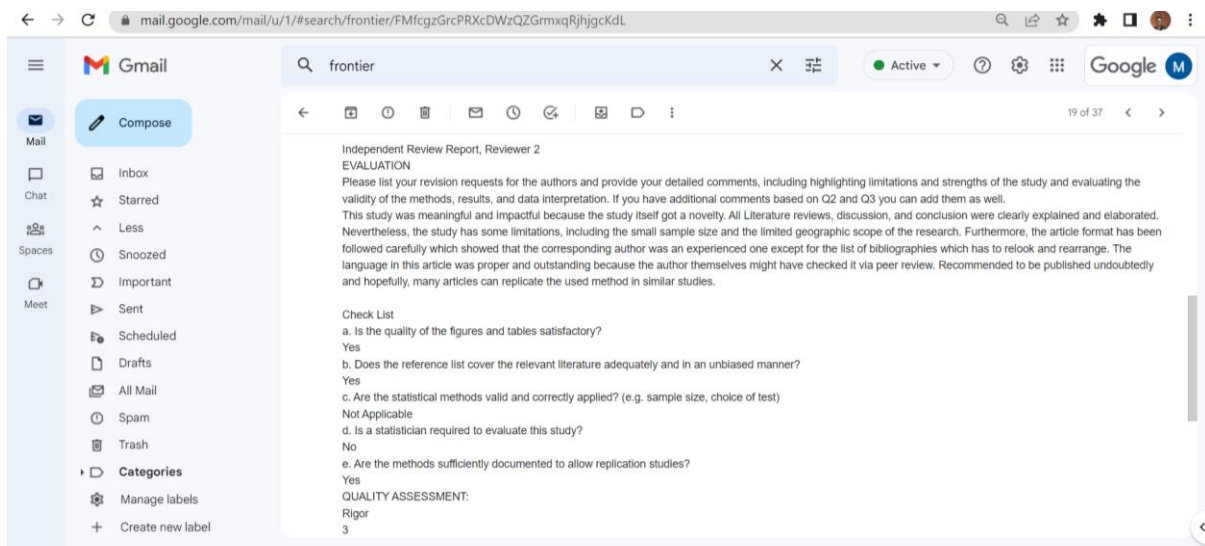 mail.google.com/mail/u/1/#search/frontier/FMfcgzGrcPRXcDWzQZGrmxqRjhjgcKdL
Gmail
frontier
Active
Google
M
Mail
Chat
Spaces
Meet
Compose
Inbox
Starred
Less
Snoozed
Important
Sent
Scheduled
Drafts
All Mail
Spam
Trash
Categories
Manage labels
Create new label
19 of 37
Independent Review Report, Reviewer 2
EVALUATION
Please list your revision requests for the authors and provide your detailed comments, including highlighting limitations and strengths of the study and evaluating the
validity of the methods, results, and data interpretation. If you have additional comments based on Q2 and Q3 you can add them as well.
This study was meaningful and impactful because the study itself got a novelty. All Literature reviews, discussion, and conclusion were clearly explained and elaborated.
Nevertheless, the study has some limitations, including the small sample size and the limited geographic scope of the research. Furthermore, the article format has been
followed carefully which showed that the corresponding author was an experienced one except for the list of bibliographies which has to relook and rearrange. The
language in this article was proper and outstanding because the author themselves might have checked it via peer review. Recommended to be published undoubtedly
and hopefully, many articles can replicate the used method in similar studies.
Check List
a. Is the quality of the figures and tables satisfactory?
Yes
b. Does the reference list cover the relevant literature adequately and in an unbiased manner?
Yes
c. Are the statistical methods valid and correctly applied? (e.g. sample size, choice of test)
Not Applicable
d. Is a statistician required to evaluate this study?
No
e. Are the methods sufficiently documented to allow replication studies?
Yes
QUALITY ASSESSMENT:
Rigor
3